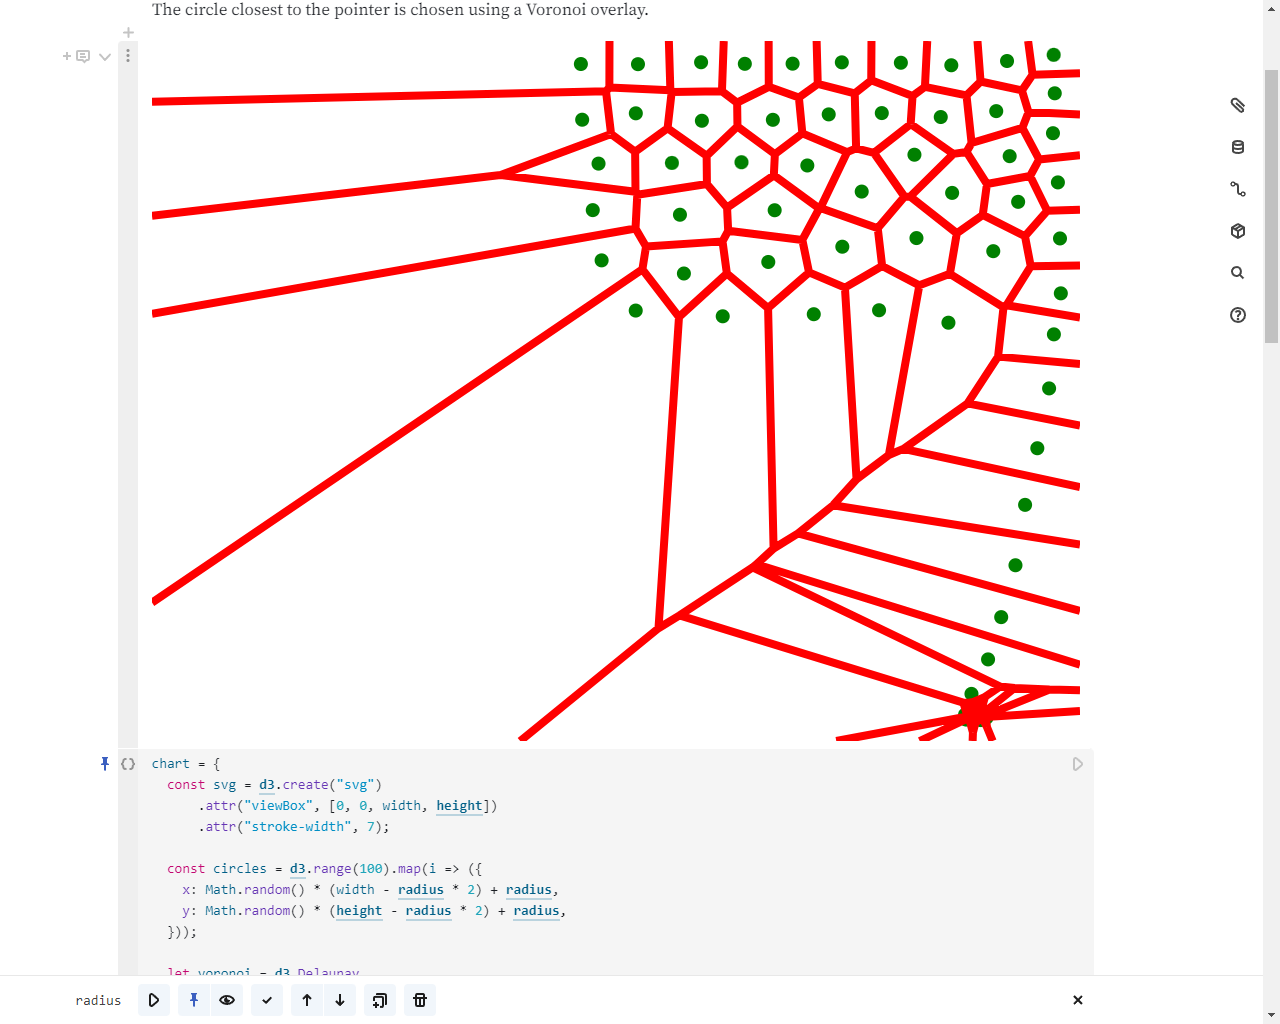 The circle closest to the pointer is chosen using a Voronoi overlay.
chart = {
const svg = d3.create("svg")
.attr("viewBox", [0, 0, width, height])
.attr("stroke-width", 7);
const circles = d3.range(100).map(i => ({
x: Math.random() * (width - radius * 2) + radius,
y: Math.random() * (height - radius * 2) + radius,
}));
let voronoi = d3.Delaunay
radius